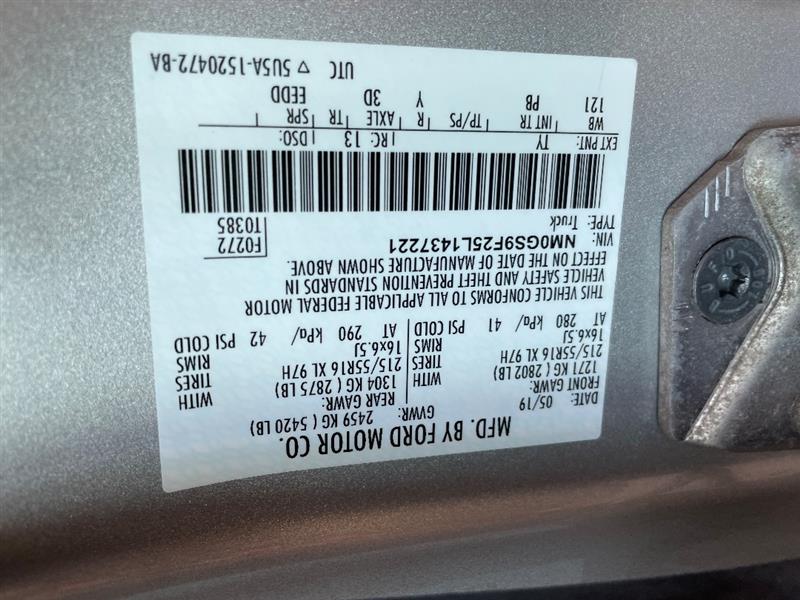 MFD. BY FORD MOTOR CO.
DATE: 05/19 GVWR: 2459 KG ( 5420 LB)
FRONT GAWR: REAR GAWR:
1271 KG ( 2802 LB) WITH 1304 KG ( 2875 LB) WITH
215/55R16 XL 97H TIRES 215/55R16 XL 97H TIRES
16x6.5J RIMS 16x6.5J RIMS
AT 280 kPa/ 41 PSI COLD AT 290 kPa/ 42 PSI COLD
THIS VEHICLE CONFORMS TO ALL APPLICABLE FEDERAL MOTOR
VEHICLE SAFETY AND THEFT PREVENTION STANDARDS IN
EFFECT ON THE DATE OF MANUFACTURE SHOWN ABOVE.
VIN: NM0GS9F25L1437221 F0272
TYPE: Truck T0385
EXT PNT: TY RC: 13 DSO:
WB INT TR TP/PS R AXLE TR SPR
121 PB Y 3D EEDD
UTC ▽ 5U5A-1520472-BA